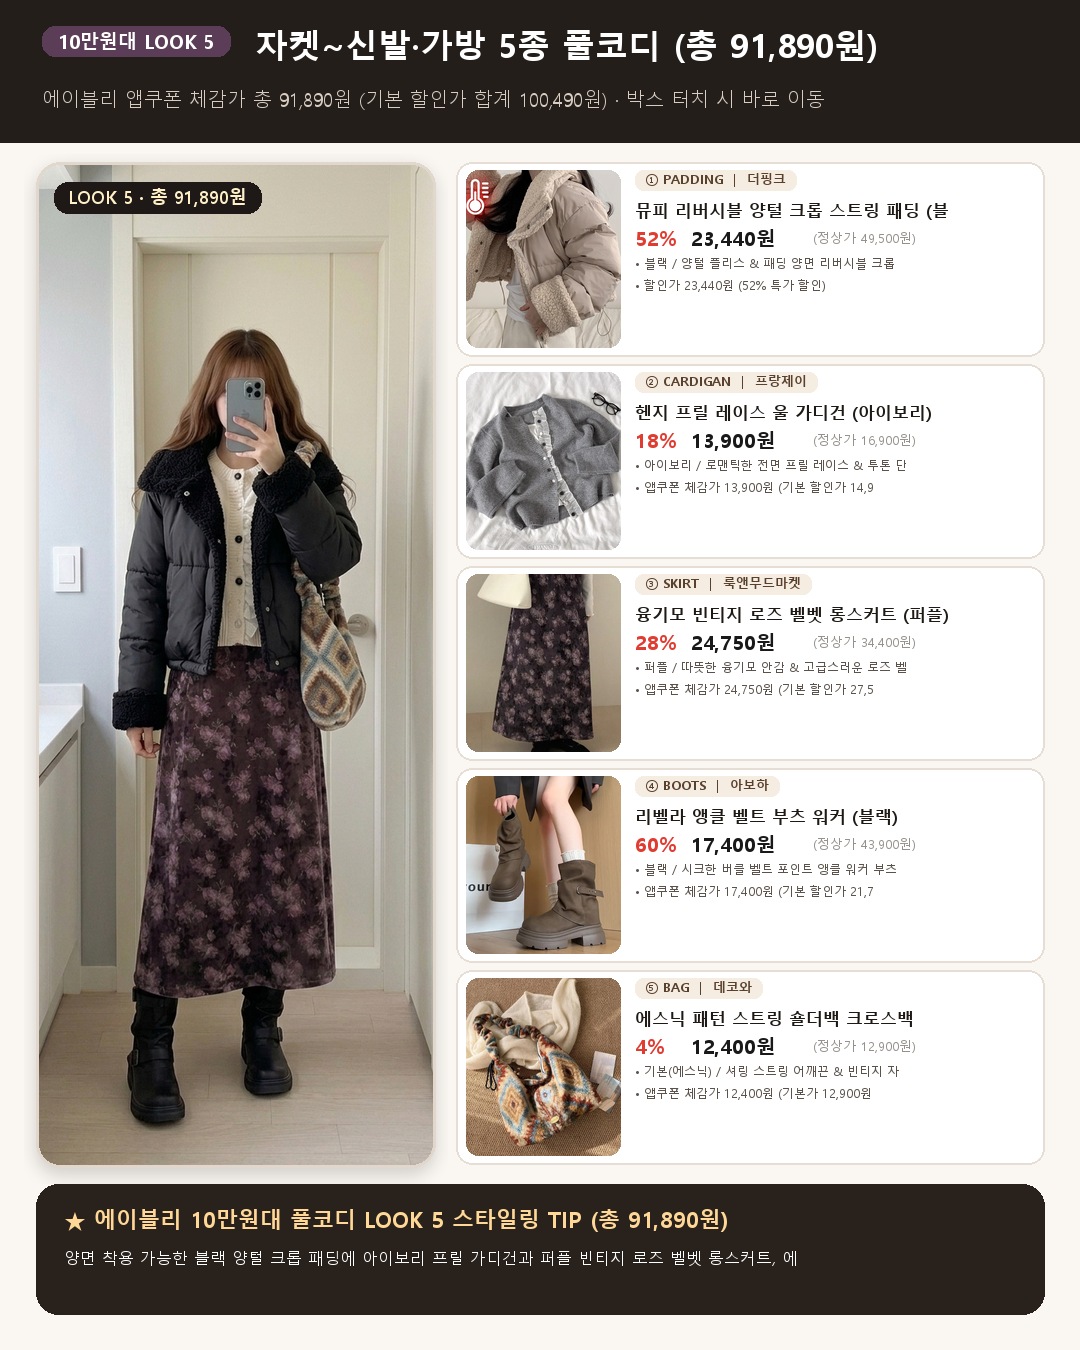 10만원대 LOOK 5
자켓~신발·가방 5종 풀코디 (총 91,890원)
에이블리 앱쿠폰 체감가 총 91,890원 (기본 할인가 합계 100,490원) · 박스 터치 시 바로 이동
LOOK 5 · 총 91,890원
① PADDING | 더핑크
뮤피 리버시블 양털 크롭 스트링 패딩 (블
52% 23,440원 (정상가 49,500원)
• 블랙 / 양털 플리스 & 패딩 양면 리버시블 크롭
• 할인가 23,440원 (52% 특가 할인)
② CARDIGAN | 프랑제이
헨지 프릴 레이스 울 가디건 (아이보리)
18% 13,900원 (정상가 16,900원)
• 아이보리 / 로맨틱한 전면 프릴 레이스 & 투톤 단
• 앱쿠폰 체감가 13,900원 (기본 할인가 14,9
③ SKIRT | 룩앤무드마켓
융기모 빈티지 로즈 벨벳 롱스커트 (퍼플)
28% 24,750원 (정상가 34,400원)
• 퍼플 / 따뜻한 융기모 안감 & 고급스러운 로즈 벨
• 앱쿠폰 체감가 24,750원 (기본 할인가 27,5
④ BOOTS | 아보하
리벨라 앵클 벨트 부츠 워커 (블랙)
60% 17,400원 (정상가 43,900원)
• 블랙 / 시크한 버클 벨트 포인트 앵클 워커 부츠
• 앱쿠폰 체감가 17,400원 (기본 할인가 21,7
your
⑤ BAG | 데코와
에스닉 패턴 스트링 숄더백 크로스백
4% 12,400원 (정상가 12,900원)
• 기본(에스닉) / 셔링 스트링 어깨끈 & 빈티지 자
• 앱쿠폰 체감가 12,400원 (기본가 12,900원
★ 에이블리 10만원대 풀코디 LOOK 5 스타일링 TIP (총 91,890원)
양면 착용 가능한 블랙 양털 크롭 패딩에 아이보리 프릴 가디건과 퍼플 빈티지 로즈 벨벳 롱스커트, 에